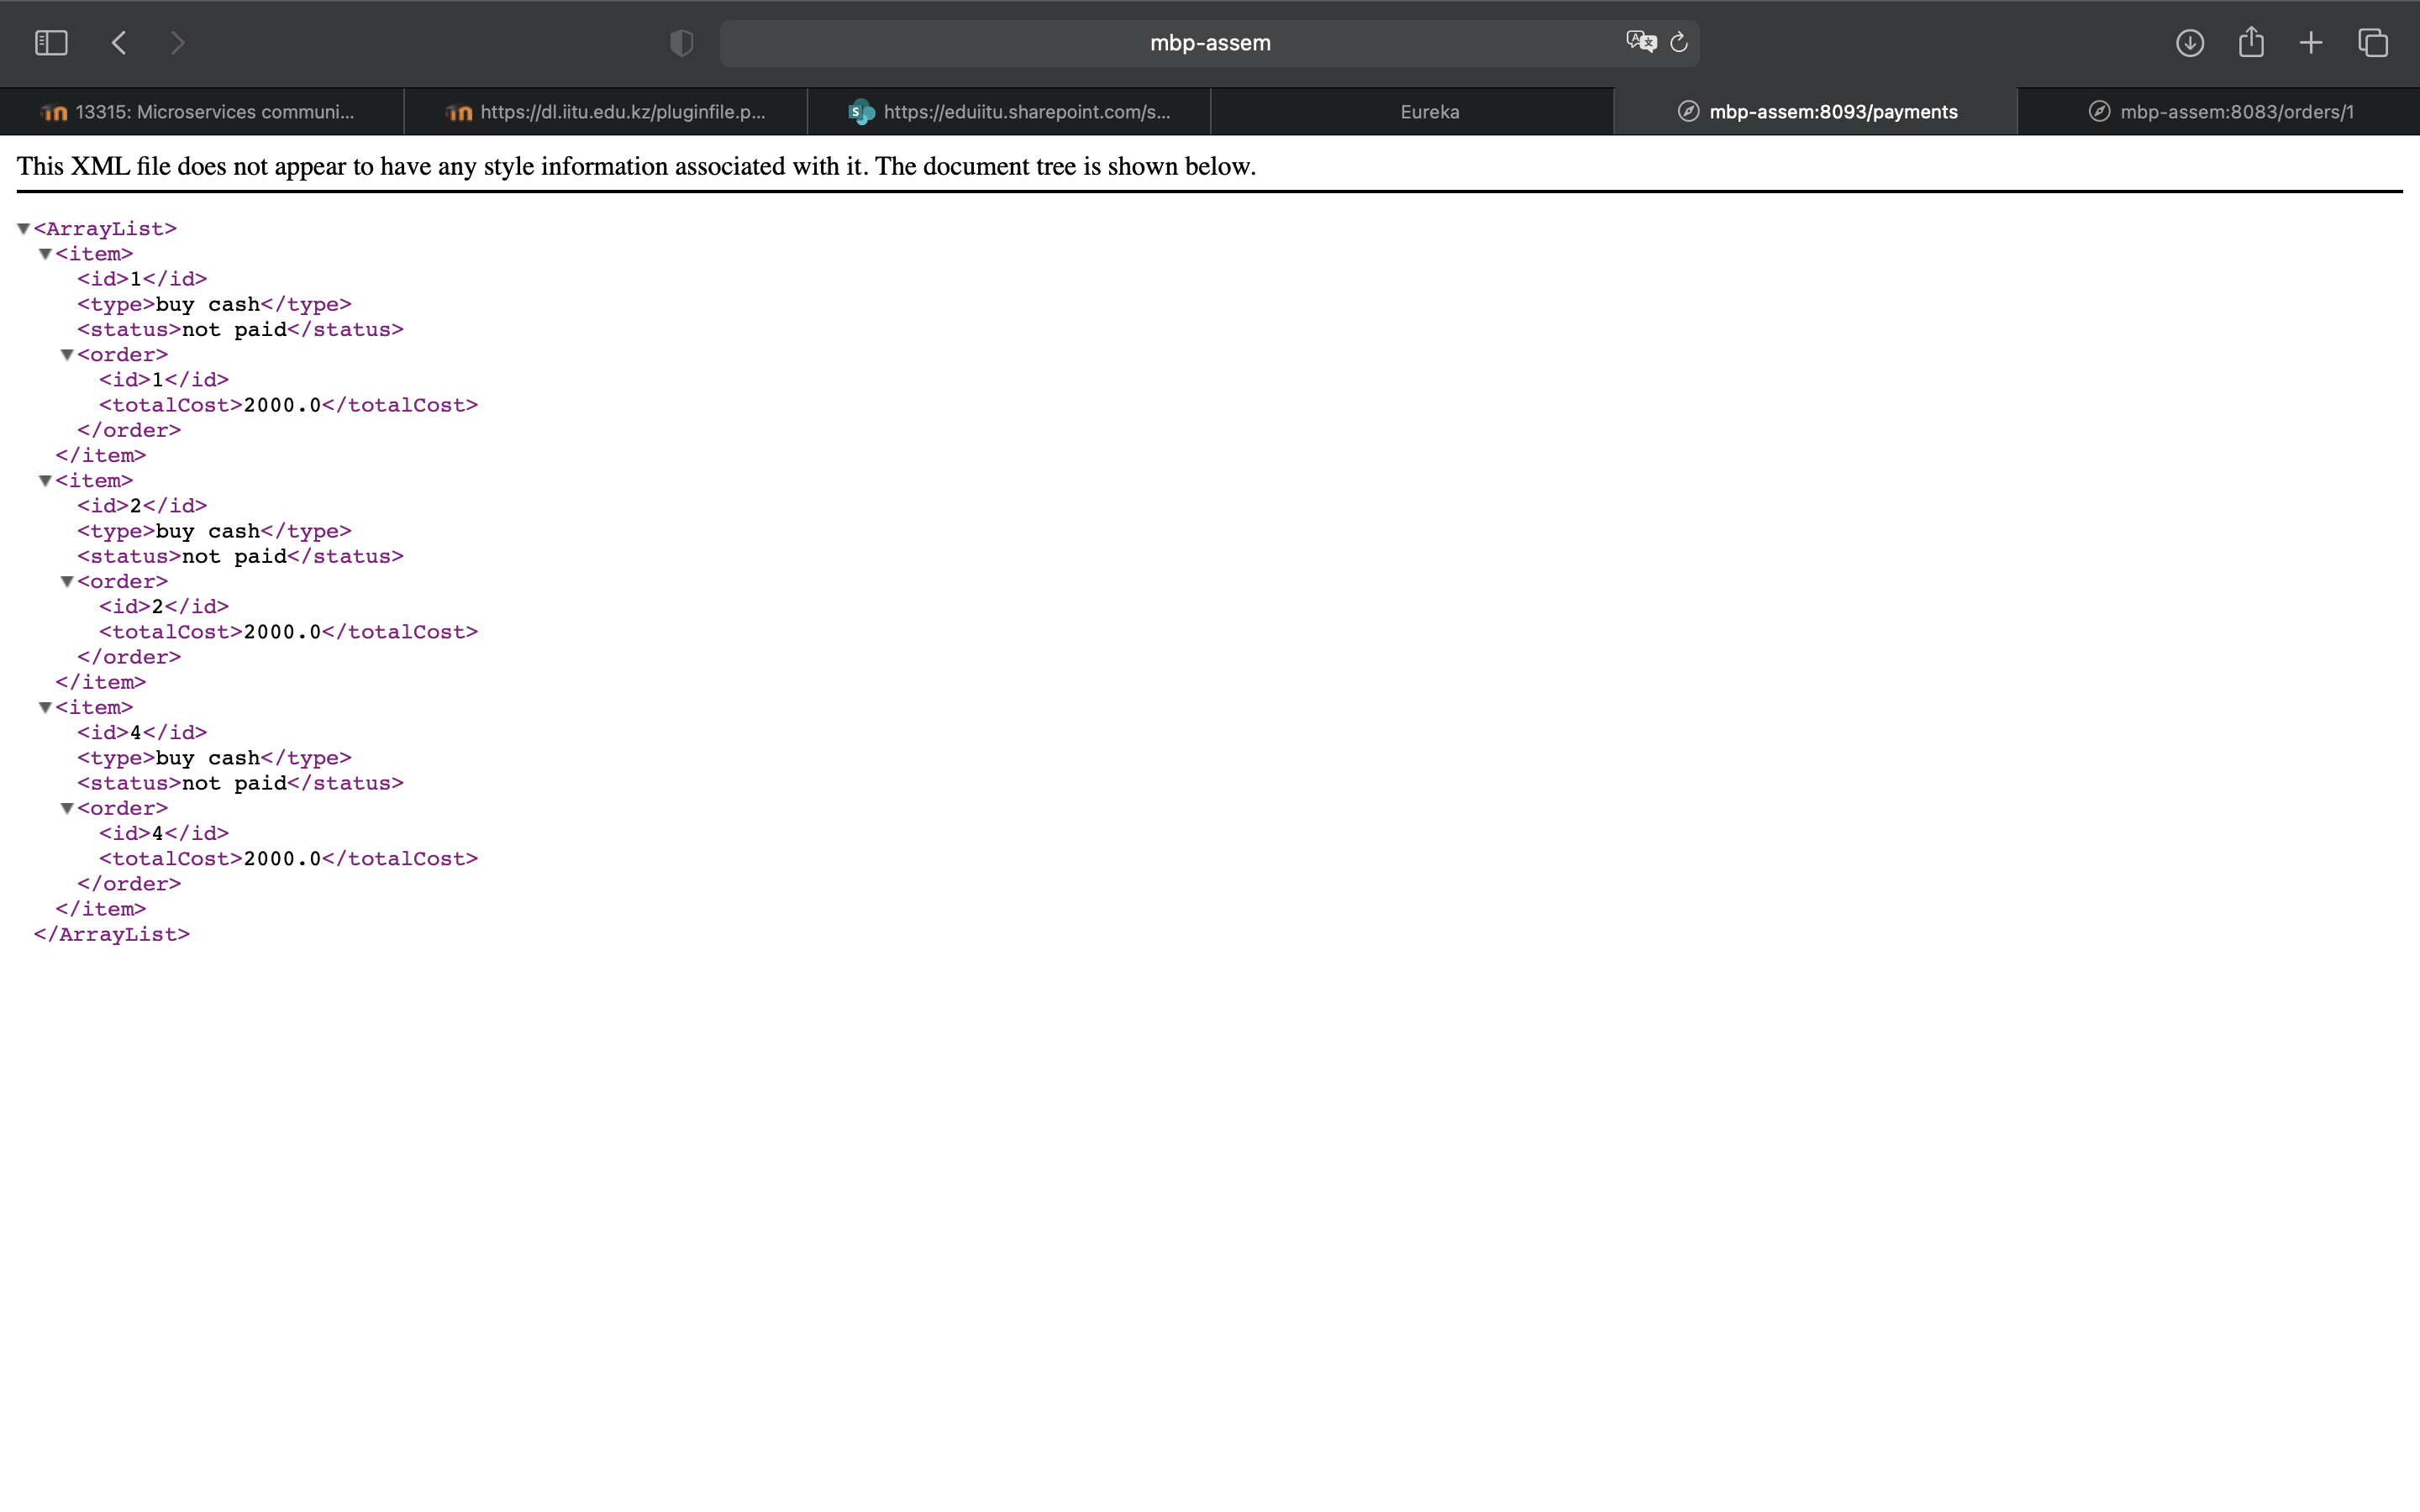 mbp-assem
13315: Microservices communi...
https://dl.iitu.edu.kz/pluginfile.p...
https://eduiitu.sharepoint.com/s...
Eureka
mbp-assem:8093/payments
mbp-assem:8083/orders/1
This XML file does not appear to have any style information associated with it. The document tree is shown below.
<ArrayList>
<item>
<id>1</id>
<type>buy cash</type>
<status>not paid</status>
<order>
<id>1</id>
<totalCost>2000.0</totalCost>
</order>
</item>
<item>
<id>2</id>
<type>buy cash</type>
<status>not paid</status>
<order>
<id>2</id>
<totalCost>2000.0</totalCost>
</order>
</item>
<item>
<id>4</id>
<type>buy cash</type>
<status>not paid</status>
<order>
<id>4</id>
<totalCost>2000.0</totalCost>
</order>
</item>
</ArrayList>